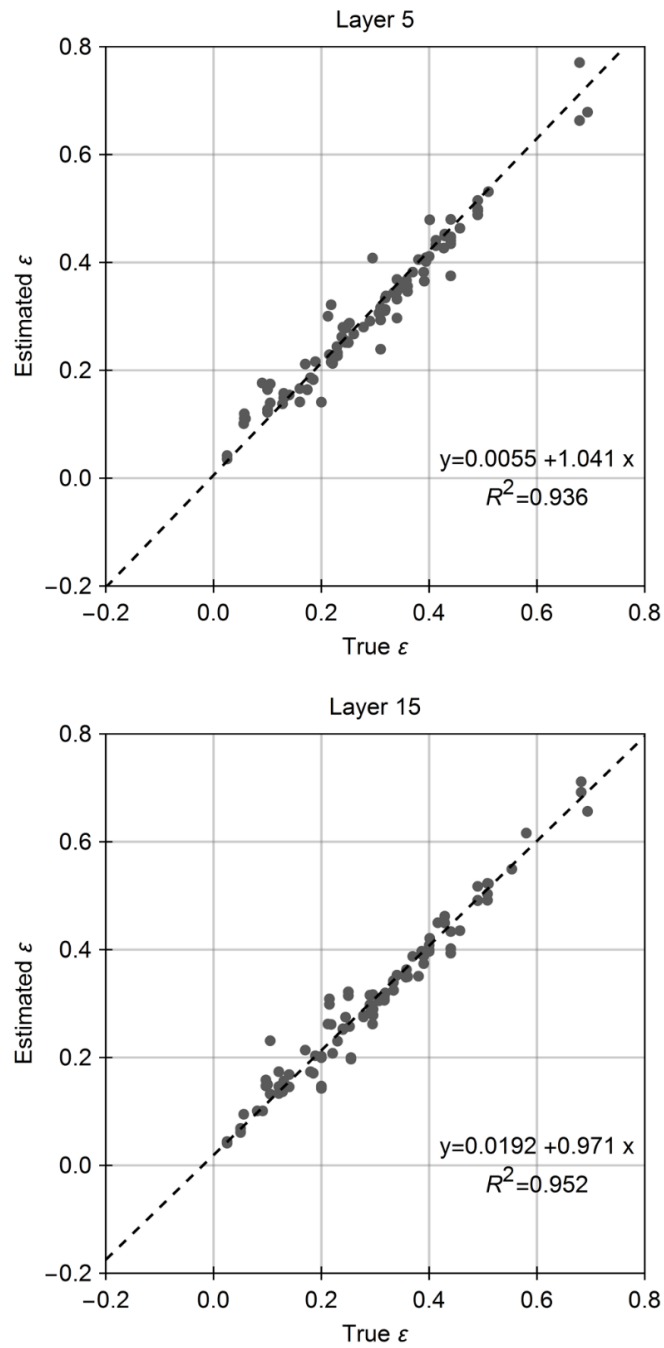 Layer 5
0.8
0.6
0.4
0.2
0.0
−0.2
Estimated ε
y=0.0055 +1.041 x
R²=0.936
−0.2 0.0 0.2 0.4 0.6 0.8
True ε
Layer 15
0.8
0.6
0.4
0.2
0.0
−0.2
Estimated ε
y=0.0192 +0.971 x
R²=0.952
−0.2 0.0 0.2 0.4 0.6 0.8
True ε